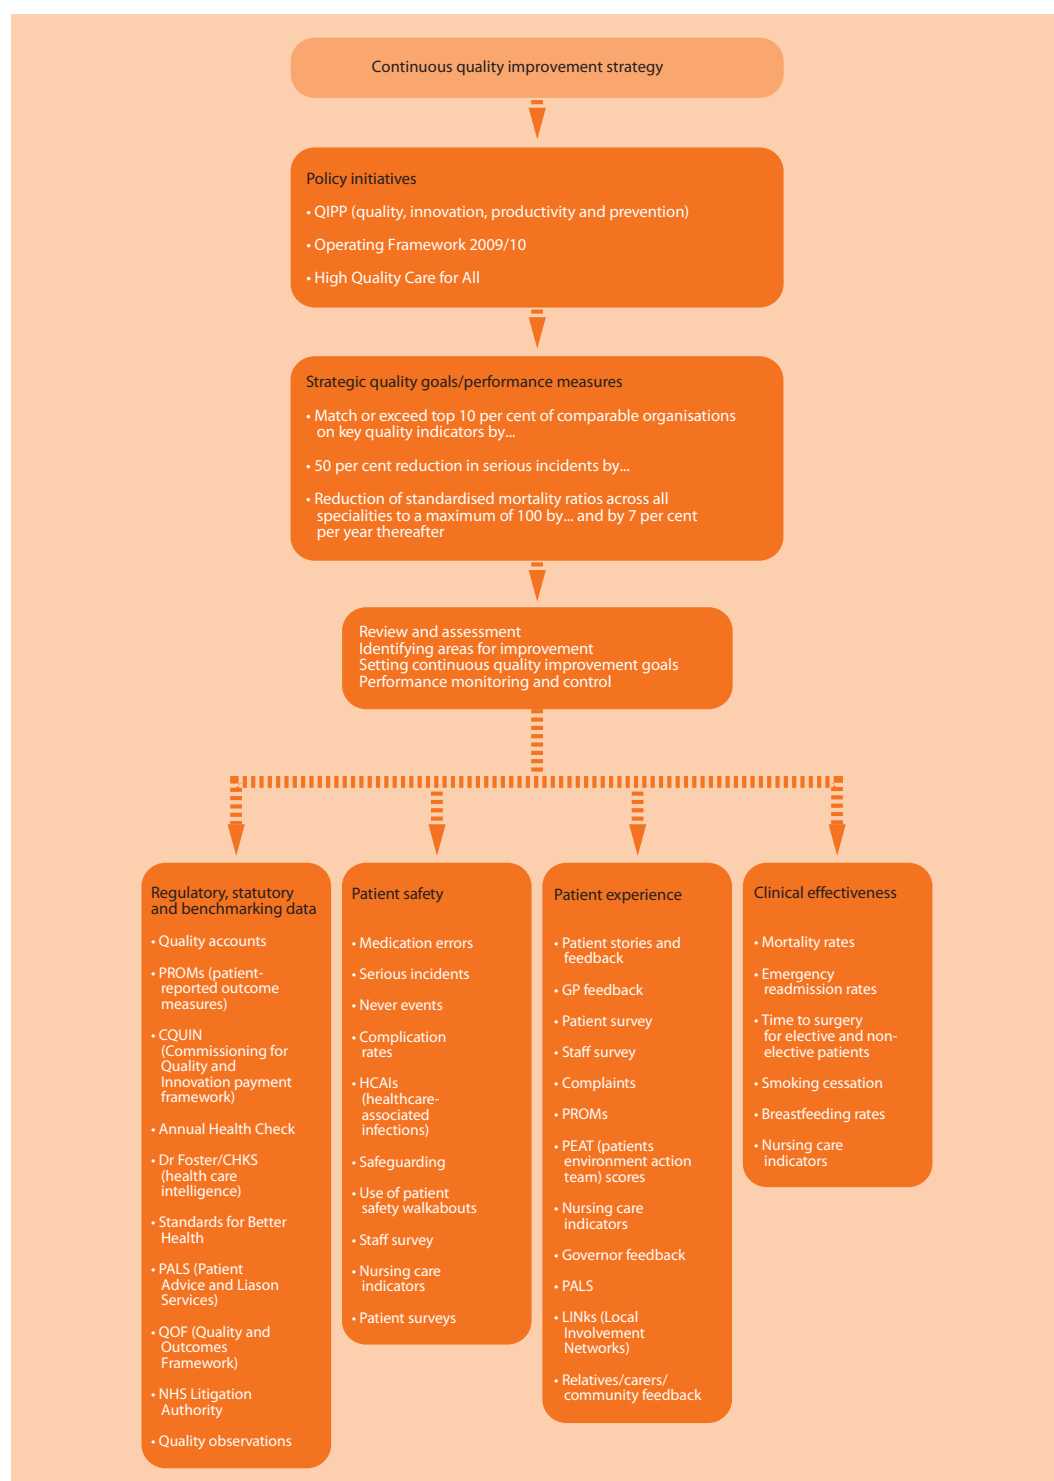 Continuous quality improvement strategy
Policy initiatives
• QIPP (quality, innovation, productivity and prevention)
• Operating Framework 2009/10
• High Quality Care for All
Strategic quality goals/performance measures
• Match or exceed top 10 per cent of comparable organisations
on key quality indicators by...
• 50 per cent reduction in serious incidents by...
• Reduction of standardised mortality ratios across all
specialities to a maximum of 100 by... and by 7 per cent
per year thereafter
Review and assessment
Identifying areas for improvement
Setting continuous quality improvement goals
Performance monitoring and control
Regulatory, statutory
and benchmarking data
• Quality accounts
• PROMs (patient-
reported outcome
measures)
• CQUIN
(Commissioning for
Quality and
Innovation payment
framework)
• Annual Health Check
• Dr Foster/CHKS
(health care
intelligence)
• Standards for Better
Health
• PALS (Patient
Advice and Liason
Services)
• QOF (Quality and
Outcomes
Framework)
• NHS Litigation
Authority
• Quality observations
Patient safety
• Medication errors
• Serious incidents
• Never events
• Complication
rates
• HCAIs
(healthcare-
associated
infections)
• Safeguarding
• Use of patient
safety walkabouts
• Staff survey
• Nursing care
indicators
• Patient surveys
Patient experience
• Patient stories and
feedback
• GP feedback
• Patient survey
• Staff survey
• Complaints
• PROMs
• PEAT (patients
environment action
team) scores
• Nursing care
indicators
• Governor feedback
• PALS
• LINks (Local
Involvement
Networks)
• Relatives/carers/
community feedback
Clinical effectiveness
• Mortality rates
• Emergency
readmission rates
• Time to surgery
for elective and non-
elective patients
• Smoking cessation
• Breastfeeding rates
• Nursing care
indicators